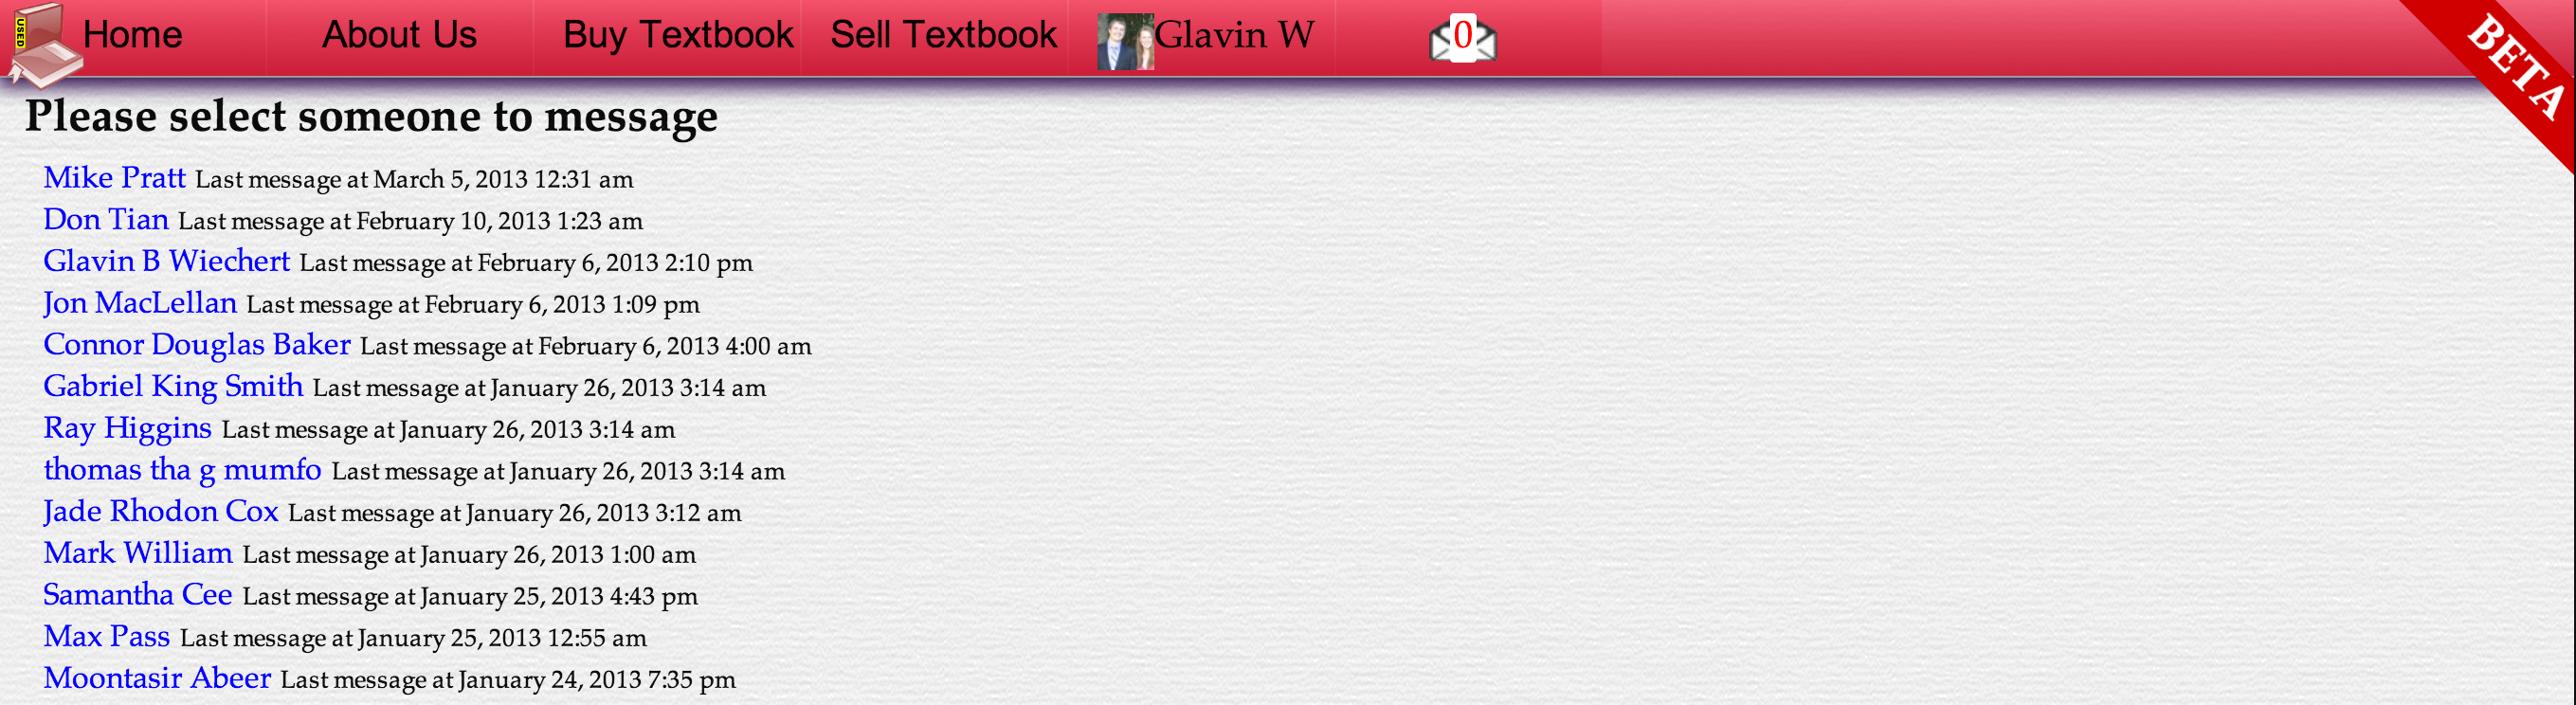 USED Home About Us Buy Textbook Sell Textbook Glavin W 0 BETA
Please select someone to message
Mike Pratt Last message at March 5, 2013 12:31 am
Don Tian Last message at February 10, 2013 1:23 am
Glavin B Wiechert Last message at February 6, 2013 2:10 pm
Jon MacLellan Last message at February 6, 2013 1:09 pm
Connor Douglas Baker Last message at February 6, 2013 4:00 am
Gabriel King Smith Last message at January 26, 2013 3:14 am
Ray Higgins Last message at January 26, 2013 3:14 am
thomas tha g mumfo Last message at January 26, 2013 3:14 am
Jade Rhodon Cox Last message at January 26, 2013 3:12 am
Mark William Last message at January 26, 2013 1:00 am
Samantha Cee Last message at January 25, 2013 4:43 pm
Max Pass Last message at January 25, 2013 12:55 am
Moontasir Abeer Last message at January 24, 2013 7:35 pm